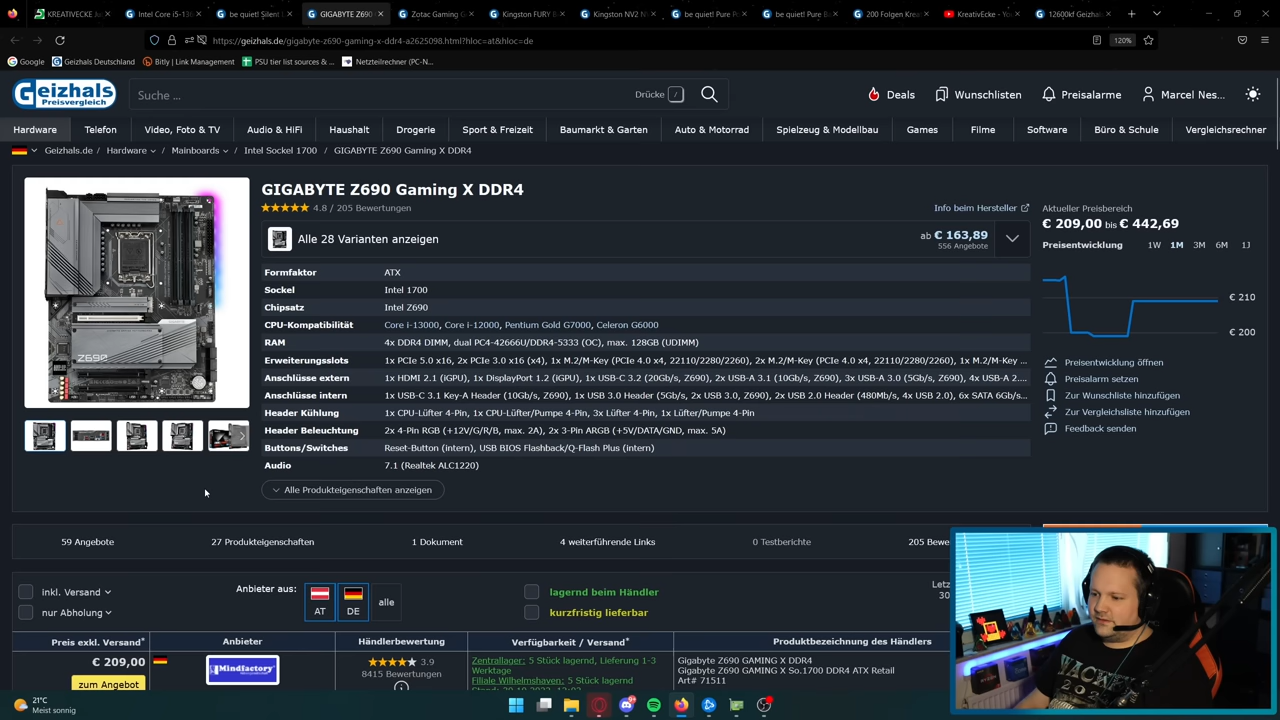 KREATIVECKE Ju
Intel Core i5-136
be quiet! Silent
GIGABYTE Z690
Zotac Gaming G
Kingston FURY B
Kingston NV2 N
be quiet! Pure R
be quiet! Pure Ba
200 Folgen Kreat
KreativEcke - Yo
12600kf Geizhals
https://geizhals.de/gigabyte-z690-gaming-x-ddr4-a2625098.html?hloc=at&hloc=de
120%
Google
Geizhals Deutschland
Bitly | Link Management
PSU tier list sources & ...
Netzteilrechner (PC-N...
Geizhals
Preisvergleich
Suche ...
Drücke /
Deals
Wunschlisten
Preisalarme
Marcel Nes...
Hardware
Telefon
Video, Foto & TV
Audio & HiFi
Haushalt
Drogerie
Sport & Freizeit
Baumarkt & Garten
Auto & Motorrad
Spielzeug & Modellbau
Games
Filme
Software
Büro & Schule
Vergleichsrechner
Geizhals.de / Hardware / Mainboards / Intel Sockel 1700 / GIGABYTE Z690 Gaming X DDR4
GIGABYTE Z690 Gaming X DDR4
4.8 / 205 Bewertungen
Info beim Hersteller
Alle 28 Varianten anzeigen
ab € 163,89
556 Angebote
Formfaktor ATX
Sockel Intel 1700
Chipsatz Intel Z690
CPU-Kompatibilität Core i-13000, Core i-12000, Pentium Gold G7000, Celeron G6000
RAM 4x DDR4 DIMM, dual PC4-42666U/DDR4-5333 (OC), max. 128GB (UDIMM)
Erweiterungsslots 1x PCIe 5.0 x16, 2x PCIe 3.0 x16 (x4), 1x M.2/M-Key (PCIe 4.0 x4, 22110/2280/2260), 2x M.2/M-Key (PCIe 4.0 x4, 22110/2280/2260), 1x M.2/M-Key ...
Anschlüsse extern 1x HDMI 2.1 (iGPU), 1x DisplayPort 1.2 (iGPU), 1x USB-C 3.2 (20Gb/s, Z690), 2x USB-A 3.1 (10Gb/s, Z690), 3x USB-A 3.0 (5Gb/s, Z690), 4x USB-A 2....
Anschlüsse intern 1x USB-C 3.1 Key-A Header (10Gb/s, Z690), 1x USB 3.0 Header (5Gb/s, 2x USB 3.0, Z690), 2x USB 2.0 Header (480Mb/s, 4x USB 2.0), 6x SATA 6Gb/s...
Header Kühlung 1x CPU-Lüfter 4-Pin, 1x CPU-Lüfter/Pumpe 4-Pin, 3x Lüfter 4-Pin, 1x Lüfter/Pumpe 4-Pin
Header Beleuchtung 2x 4-Pin RGB (+12V/G/R/B, max. 2A), 2x 3-Pin ARGB (+5V/DATA/GND, max. 5A)
Buttons/Switches Reset-Button (intern), USB BIOS Flashback/Q-Flash Plus (intern)
Audio 7.1 (Realtek ALC1220)
Alle Produkteigenschaften anzeigen
Z690
Aktueller Preisbereich
€ 209,00 bis € 442,69
Preisentwicklung 1W 1M 3M 6M 1J
€ 210
€ 200
Preisentwicklung öffnen
Preisalarm setzen
Zur Wunschliste hinzufügen
Zur Vergleichsliste hinzufügen
Feedback senden
59 Angebote
27 Produkteigenschaften
1 Dokument
4 weiterführende Links
0 Testberichte
205 Bewe
inkl. Versand
nur Abholung
Anbieter aus:
AT
DE
alle
lagernd beim Händler
kurzfristig lieferbar
Letz
30
Preis exkl. Versand*
Anbieter
Händlerbewertung
Verfügbarkeit / Versand*
Produktbezeichnung des Händlers
€ 209,00
zum Angebot
Mindfactory
3.9
8415 Bewertungen
Zentrallager: 5 Stück lagernd, Lieferung 1-3
Werktage
Filiale Wilhelmshaven: 5 Stück lagernd
Gigabyte Z690 GAMING X DDR4
Gigabyte Z690 GAMING X So.1700 DDR4 ATX Retail
Art# 71511
21°C
Meist sonnig